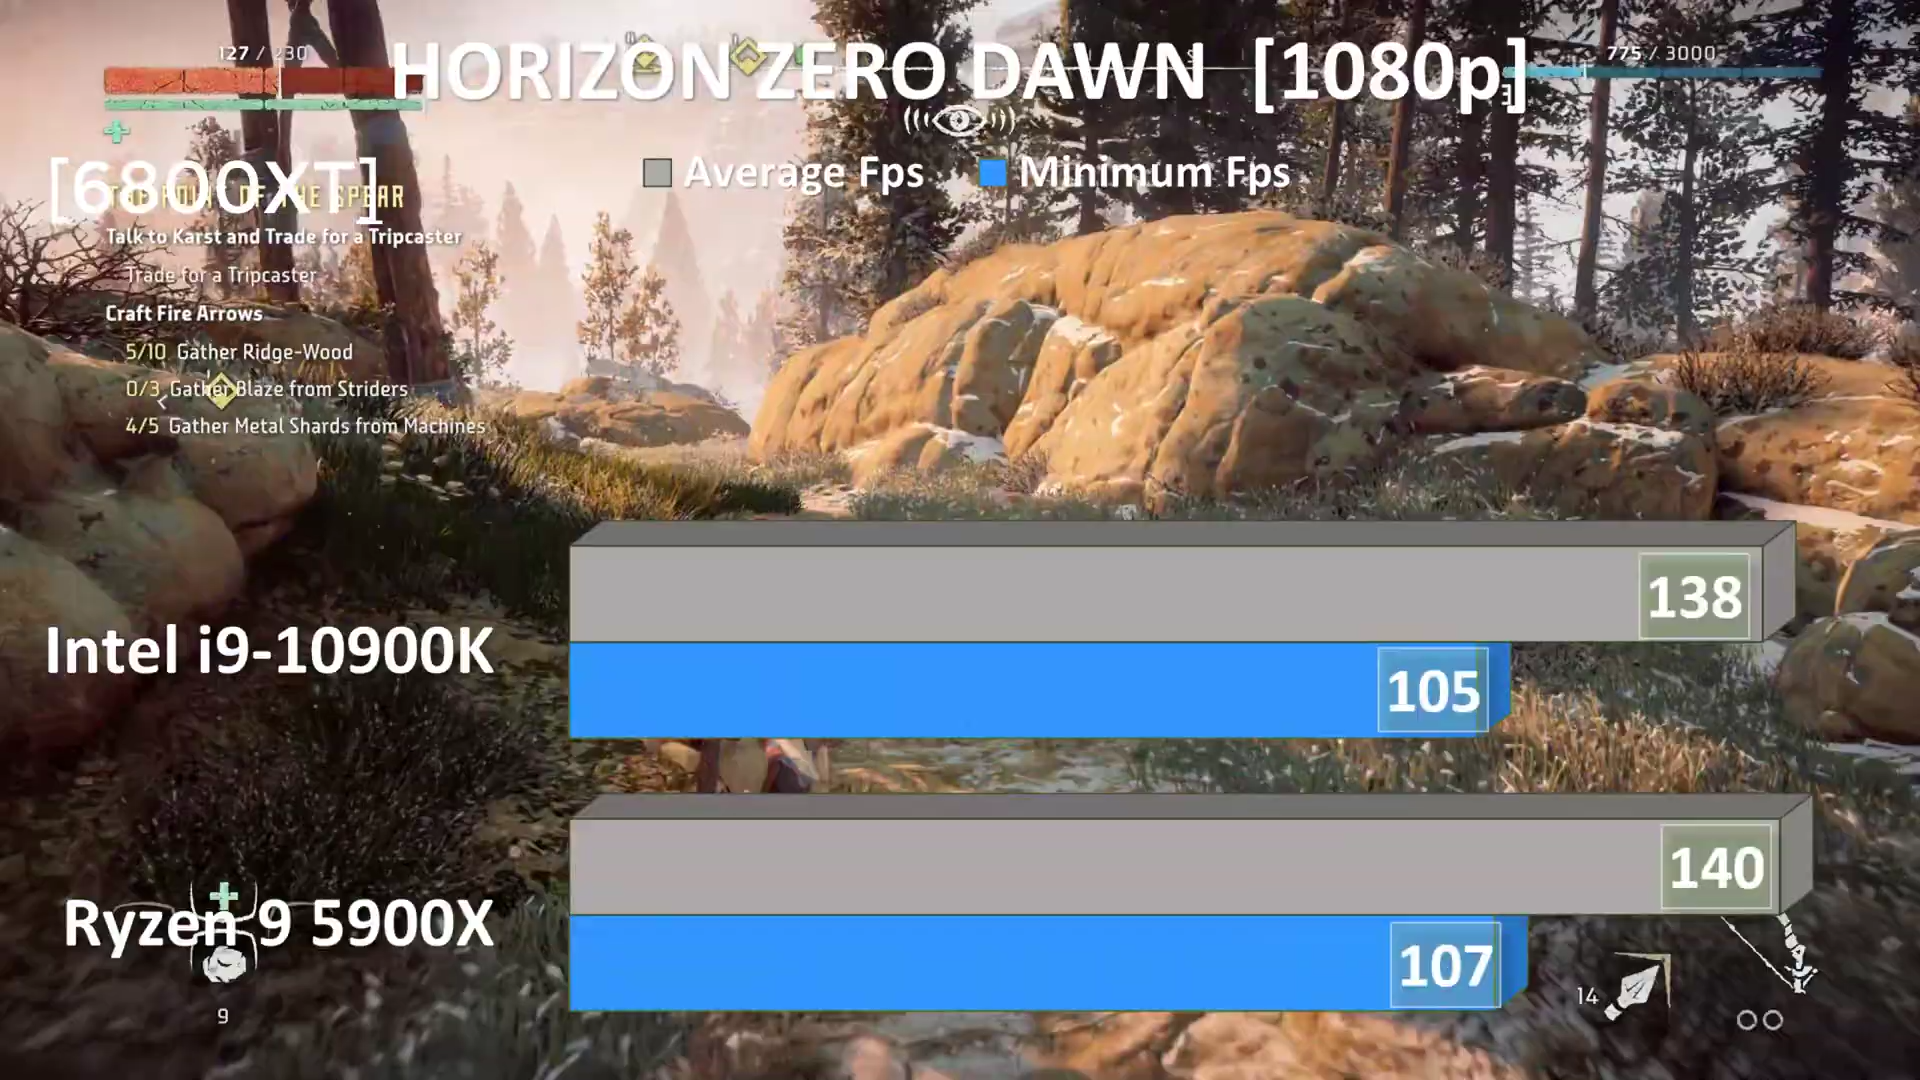 127 / 230
HORIZON ZERO DAWN [1080p]
775 / 3000
[6800XT]
Average Fps
Minimum Fps
Talk to Karst and Trade for a Tripcaster
Trade for a Tripcaster
Craft Fire Arrows
5/10 Gather Ridge-Wood
0/3 Gather Blaze from Striders
4/5 Gather Metal Shards from Machines
138
Intel i9-10900K
105
140
Ryzen 9 5900X
107
14
9